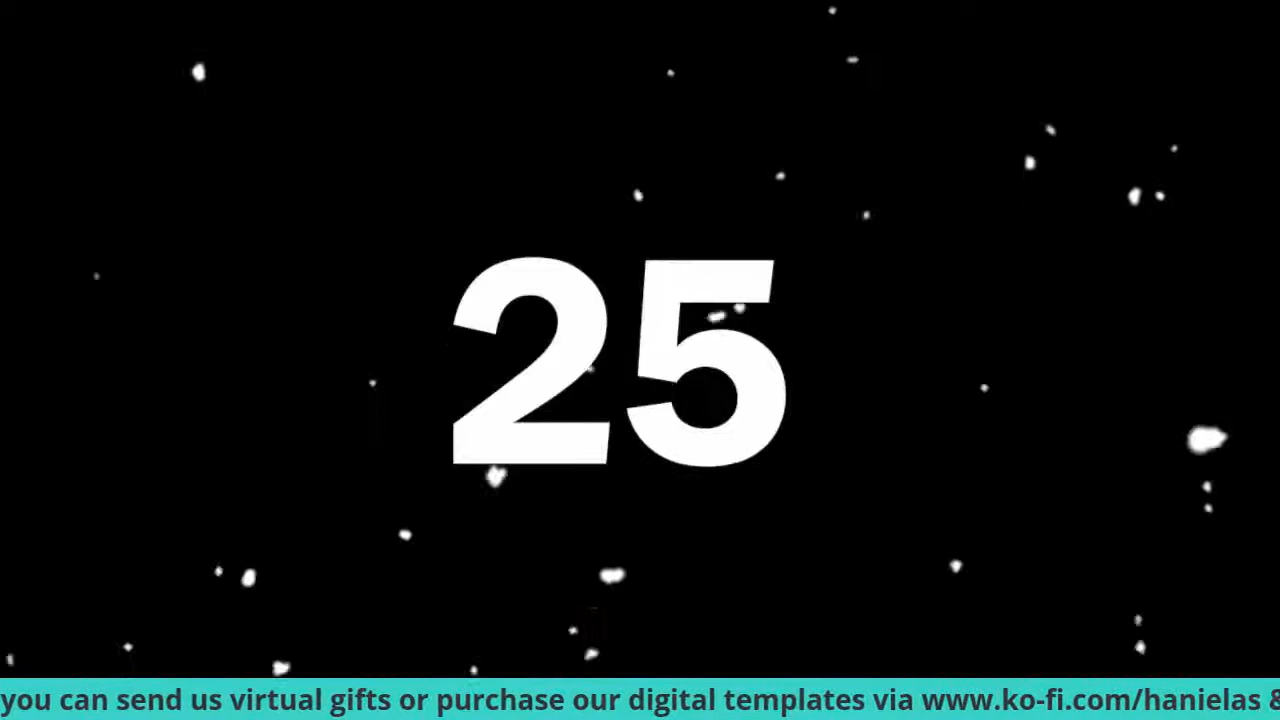 25
you can send us virtual gifts or purchase our digital templates via www.ko-fi.com/hanielas &